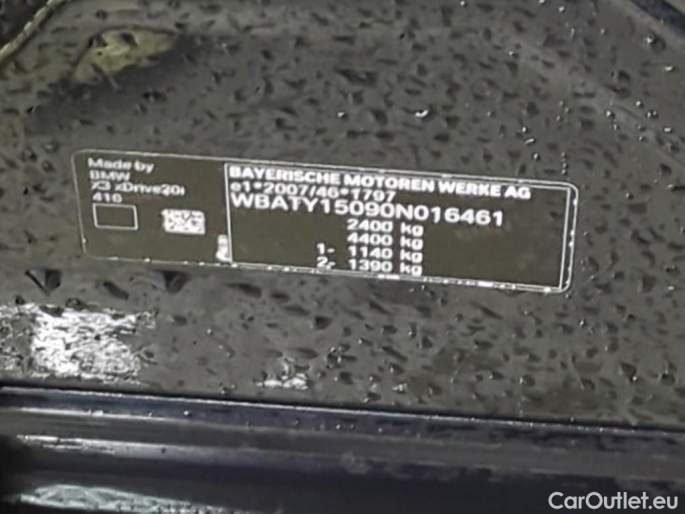 Made by
BMW
X3 xDrive20i
416
BAYERISCHE MOTOREN WERKE AG
e1*2007/46*1797
WBATY15090N016461
2400 kg
4400 kg
1- 1140 kg
2- 1390 kg
CarOutlet.eu